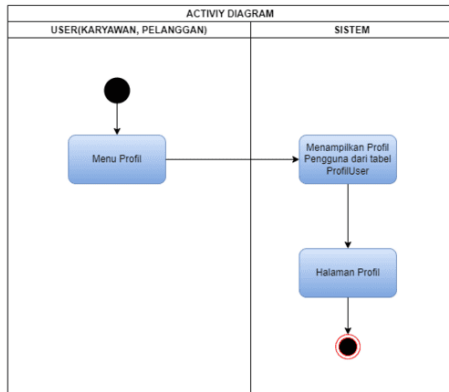 ACTIVIY DIAGRAM
USER(KARYAWAN, PELANGGAN)
SISTEM
Menu Profil
Menampilkan Profil
Pengguna dari tabel
ProfilUser
Halaman Profil